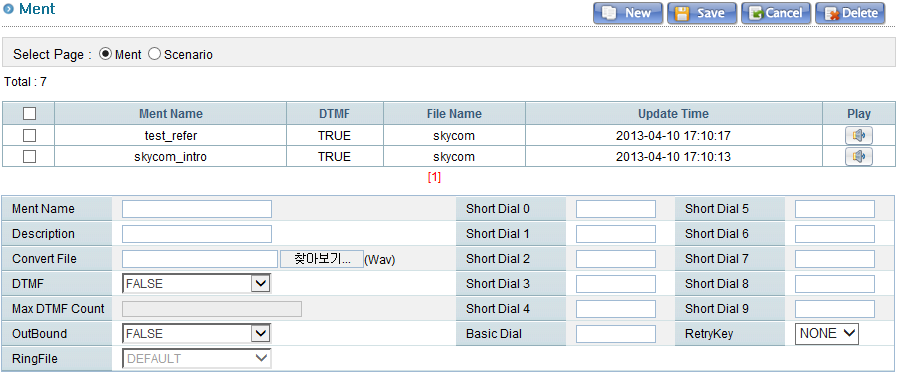 Ment
New Save Cancel Delete
Select Page : Ment Scenario
Total : 7
Ment Name DTMF File Name Update Time Play
test_refer TRUE skycom 2013-04-10 17:10:17
skycom_intro TRUE skycom 2013-04-10 17:10:13
[1]
Ment Name Short Dial 0 Short Dial 5
Description Short Dial 1 Short Dial 6
Convert File 찾아보기... (Wav) Short Dial 2 Short Dial 7
DTMF FALSE Short Dial 3 Short Dial 8
Max DTMF Count Short Dial 4 Short Dial 9
OutBound FALSE Basic Dial RetryKey NONE
RingFile DEFAULT